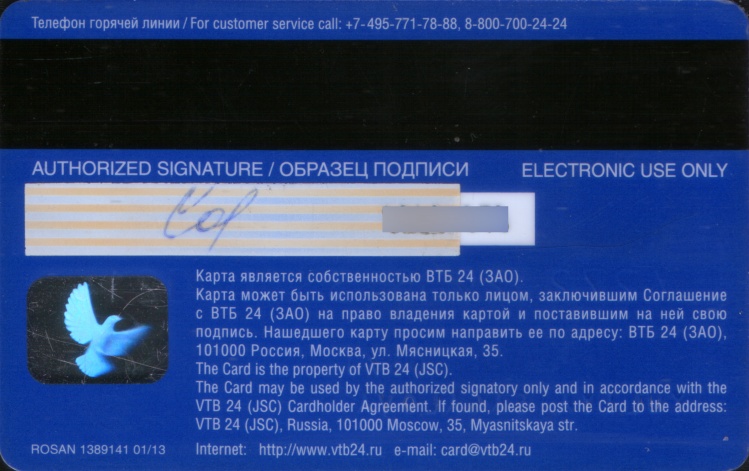 Телефон горячей линии / For customer service call: +7-495-771-78-88, 8-800-700-24-24
AUTHORIZED SIGNATURE / ОБРАЗЕЦ ПОДПИСИ
ELECTRONIC USE ONLY
Карта является собственностью ВТБ 24 (ЗАО).
Карта может быть использована только лицом, заключившим Соглашение
с ВТБ 24 (ЗАО) на право владения картой и поставившим на ней свою
подпись. Нашедшего карту просим направить ее по адресу: ВТБ 24 (ЗАО),
101000 Россия, Москва, ул. Мясницкая, 35.
The Card is the property of VTB 24 (JSC).
The Card may be used by the authorized signatory only and in accordance with the
VTB 24 (JSC) Cardholder Agreement. If found, please post the Card to the address:
VTB 24 (JSC), Russia, 101000 Moscow, 35, Myasnitskaya str.
ROSAN 1389141 01/13
Internet: http://www.vtb24.ru e-mail: card@vtb24.ru